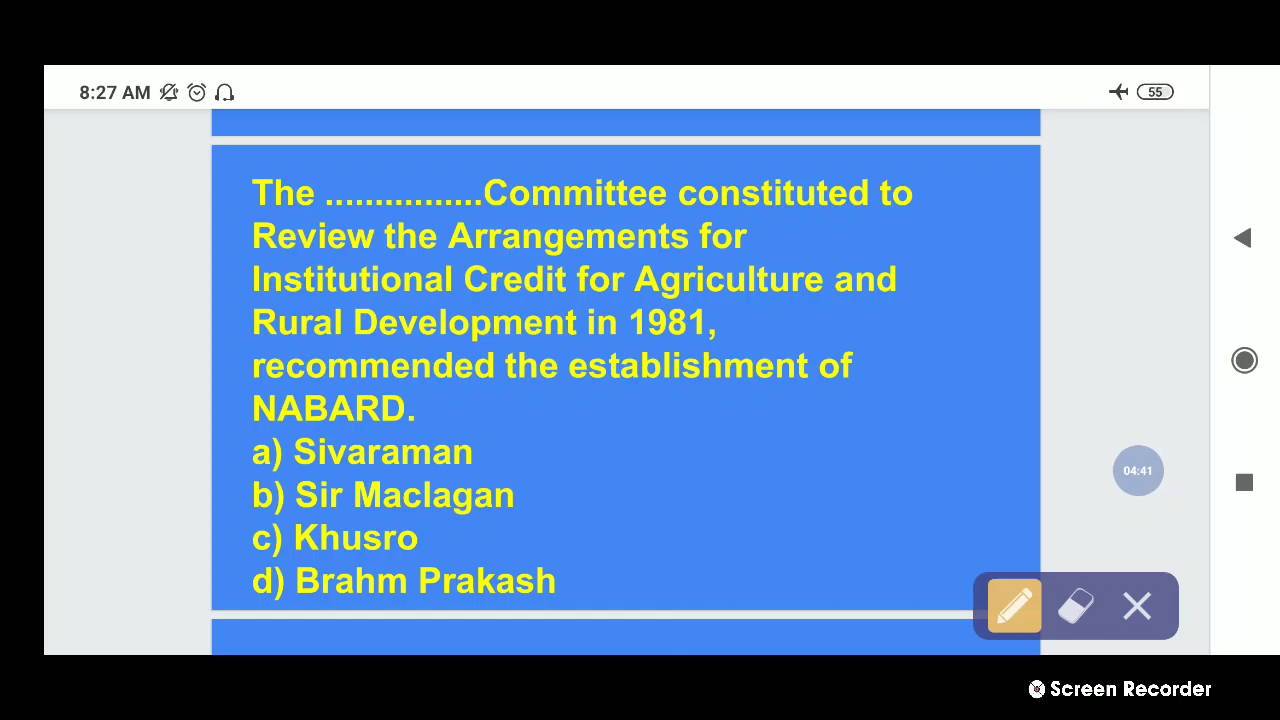 8:27 AM
55
The ................Committee constituted to
Review the Arrangements for
Institutional Credit for Agriculture and
Rural Development in 1981,
recommended the establishment of
NABARD.
a) Sivaraman
b) Sir Maclagan
c) Khusro
d) Brahm Prakash
04:41
Screen Recorder